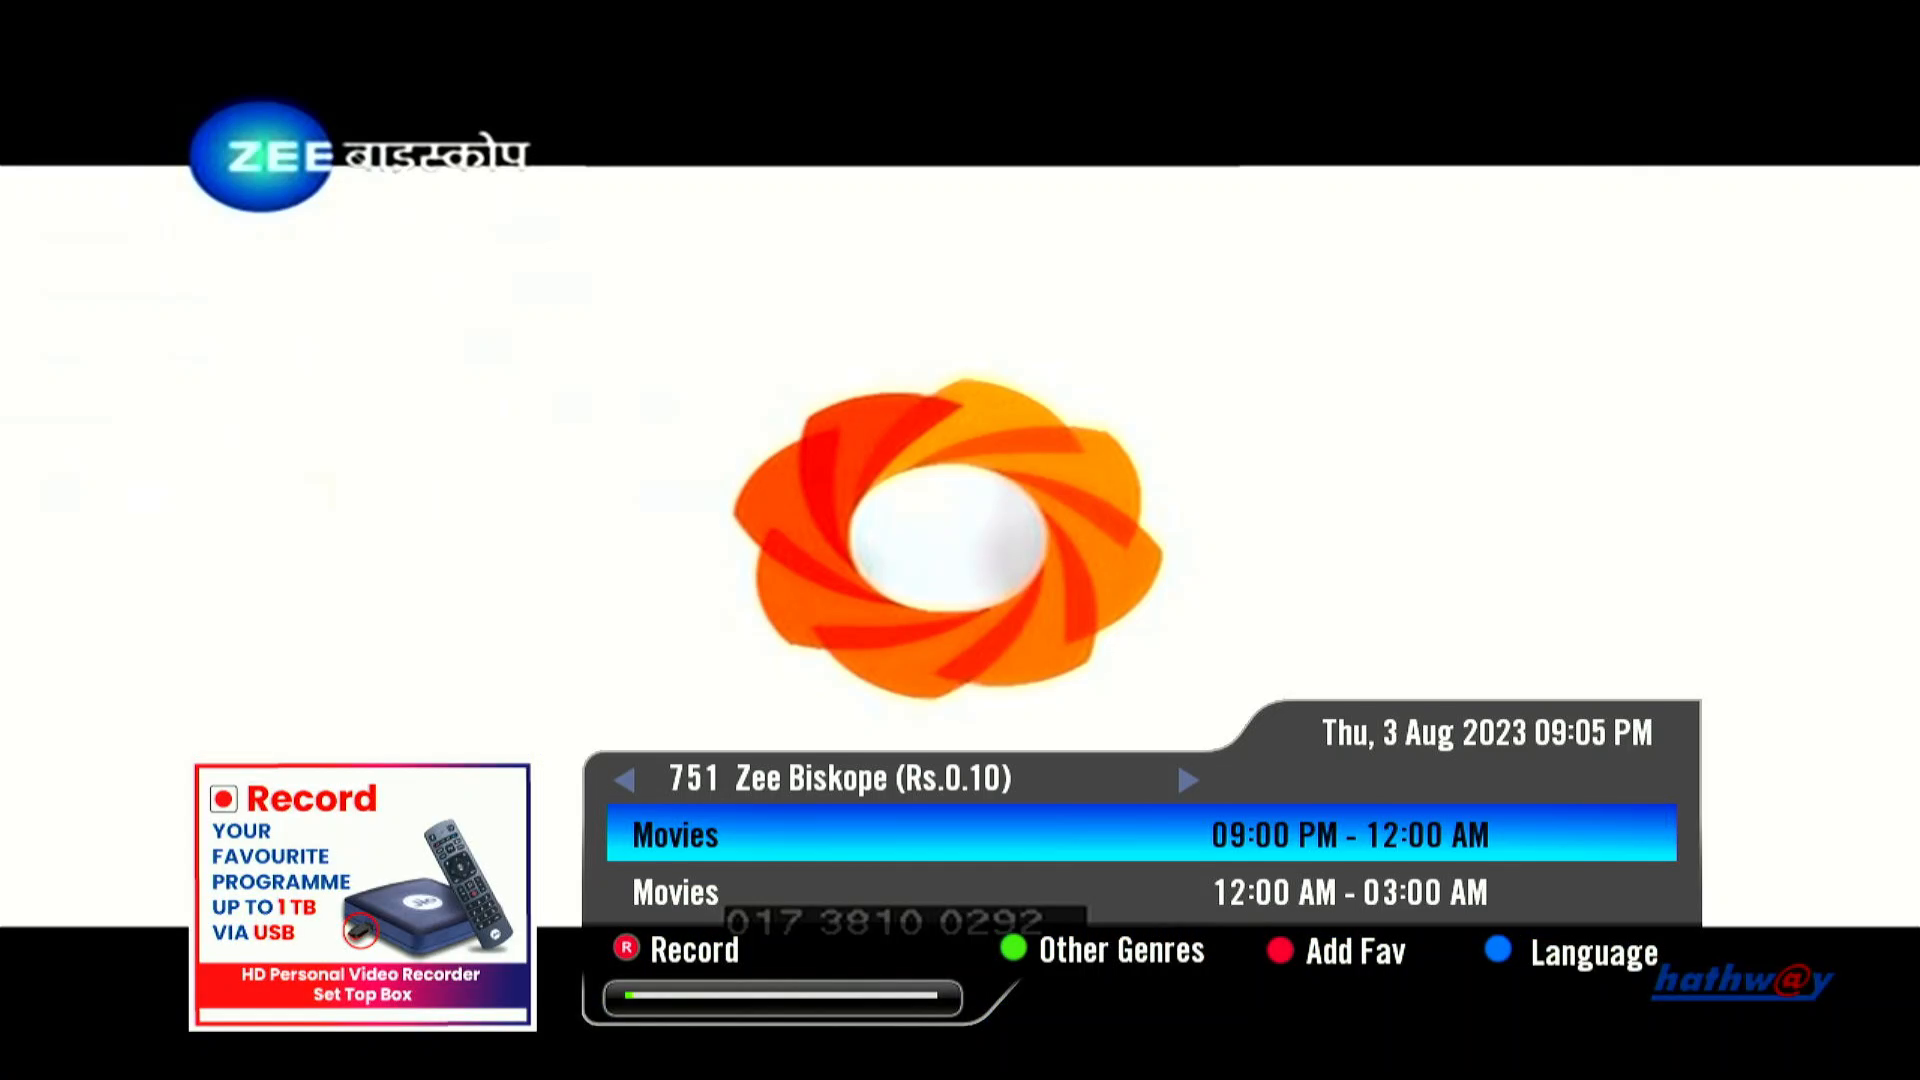 ZEE बाइस्कोप
Thu, 3 Aug 2023 09:05 PM
751 Zee Biskope (Rs.0.10)
Movies 09:00 PM - 12:00 AM
Movies 12:00 AM - 03:00 AM
017 3810 0292
R Record Other Genres Add Fav Language
hathw@y
Record
YOUR
FAVOURITE
PROGRAMME
UP TO 1 TB
VIA USB
Jio
HD Personal Video Recorder
Set Top Box